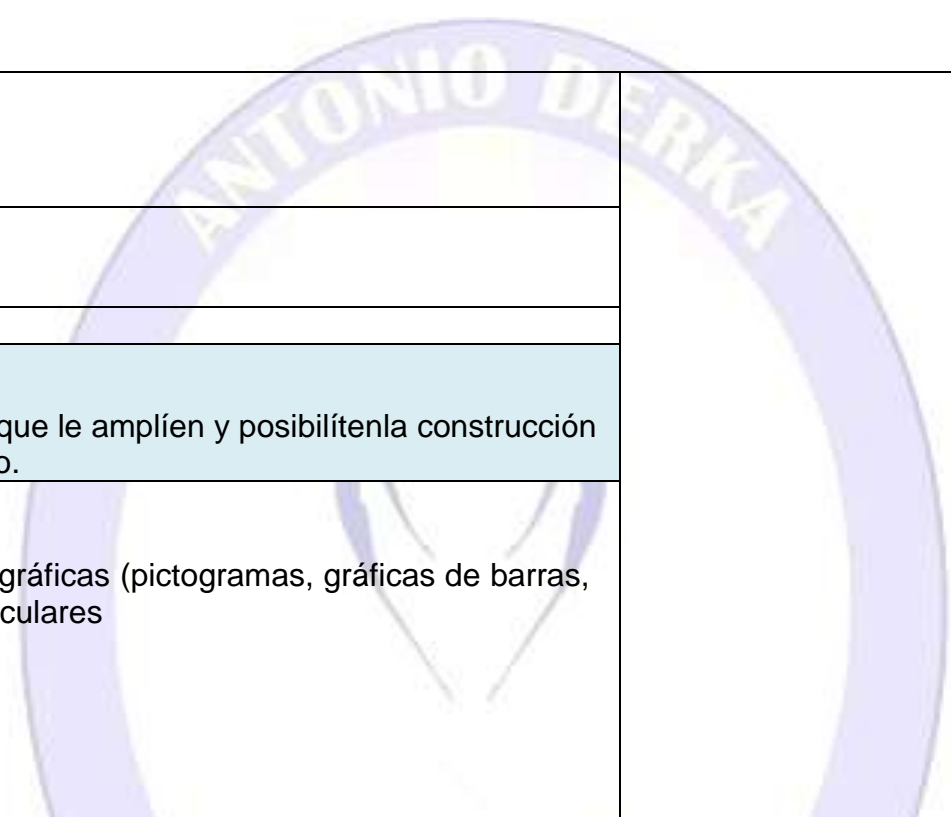 ANTONIO DERKA
que le amplíen y posibilítenla construcción
o.
gráficas (pictogramas, gráficas de barras,
culares